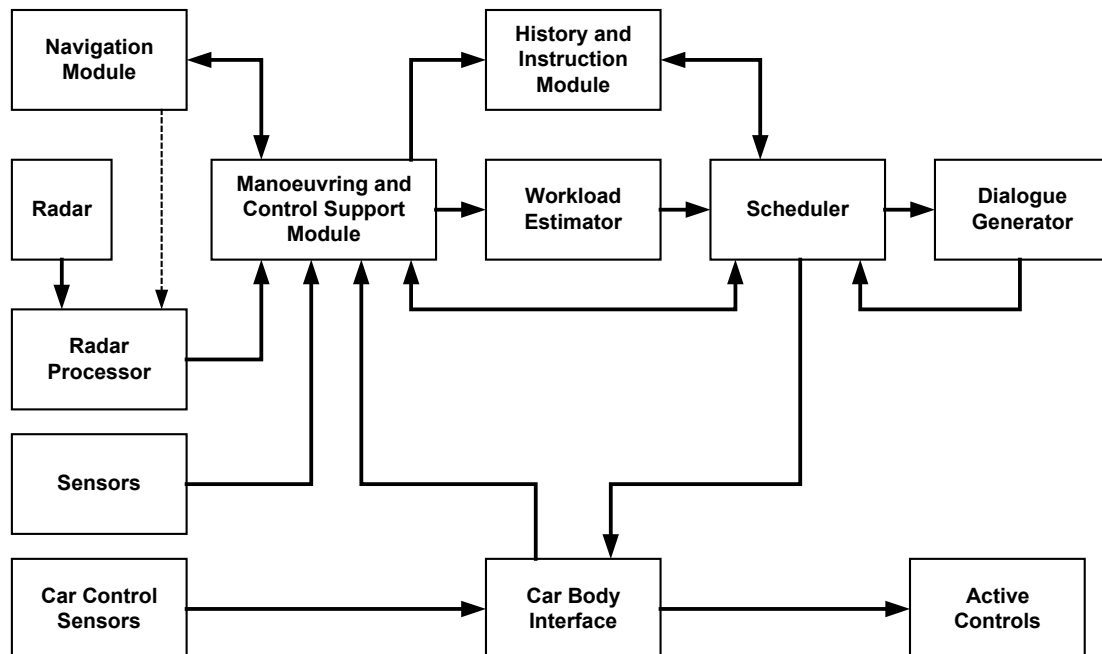 Navigation
Module
History and
Instruction
Module
Radar
Manoeuvring and
Control Support
Module
Workload
Estimator
Scheduler
Dialogue
Generator
Radar
Processor
Sensors
Car Control
Sensors
Car Body
Interface
Active
Controls